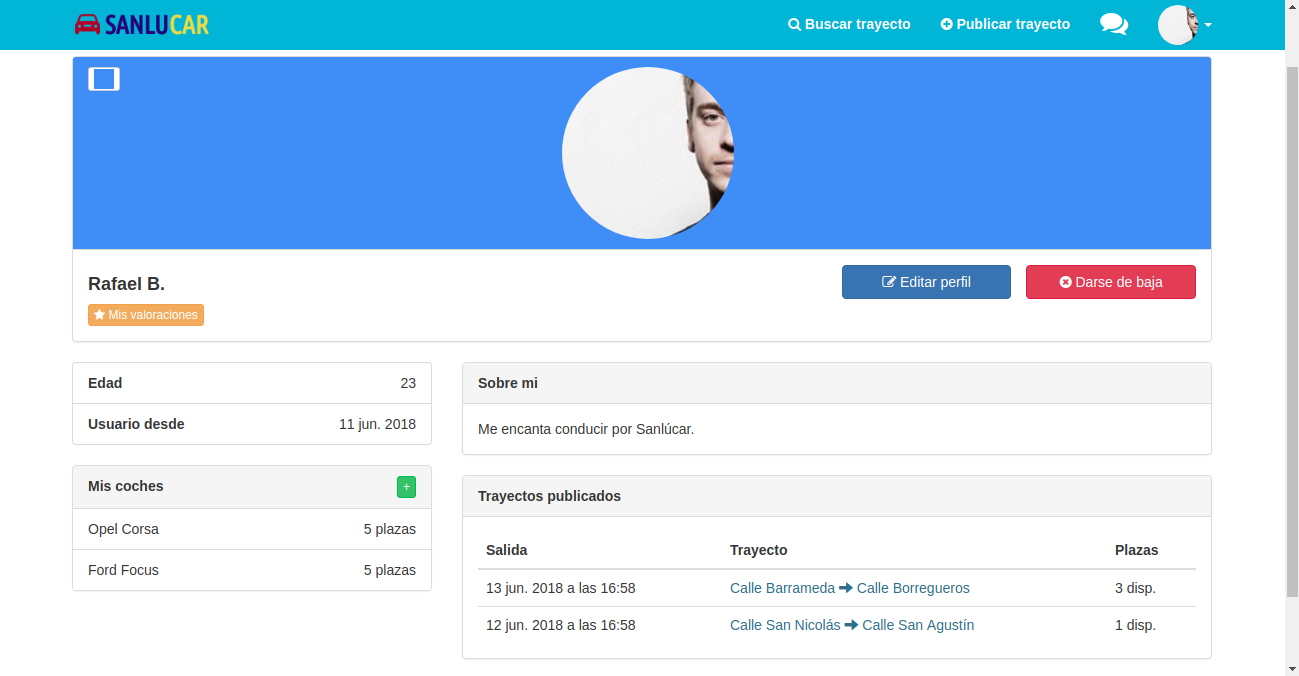 SANLUCAR
Buscar trayecto
Publicar trayecto
Rafael B.
Mis valoraciones
Editar perfil
Darse de baja
Edad 23
Usuario desde 11 jun. 2018
Mis coches +
Opel Corsa 5 plazas
Ford Focus 5 plazas
Sobre mi
Me encanta conducir por Sanlúcar.
Trayectos publicados
Salida Trayecto Plazas
13 jun. 2018 a las 16:58 Calle Barrameda Calle Borregueros 3 disp.
12 jun. 2018 a las 16:58 Calle San Nicolás Calle San Agustín 1 disp.